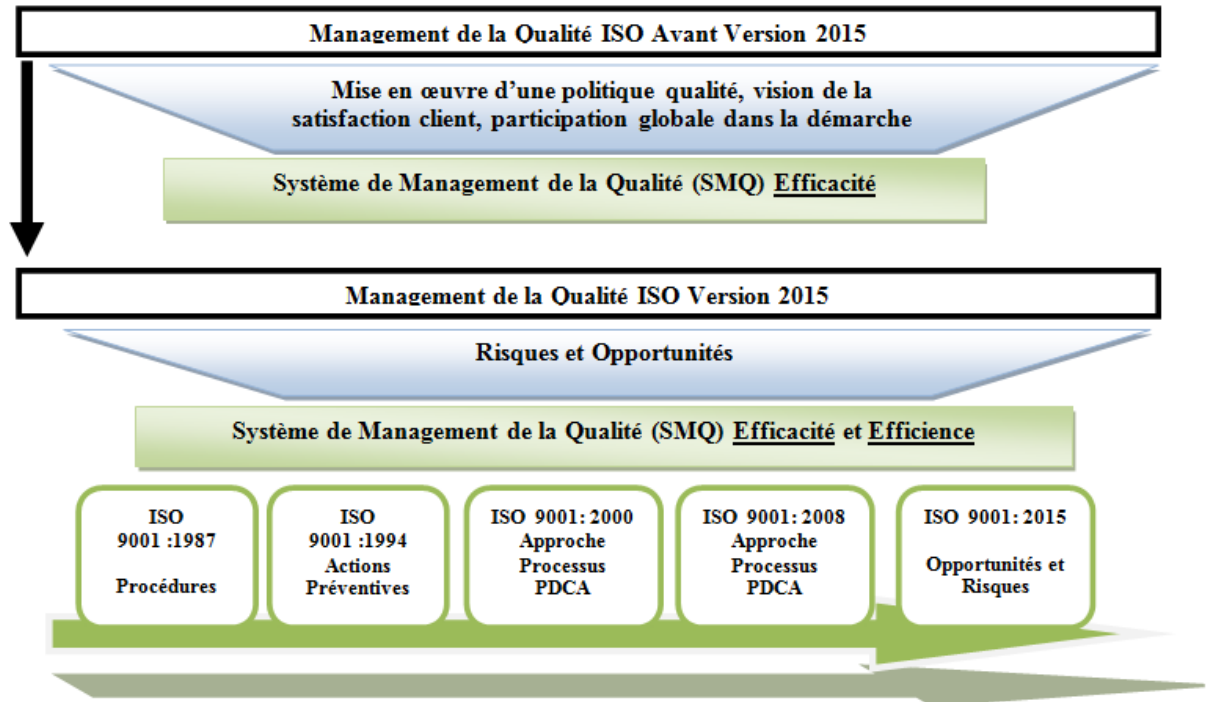 Management de la Qualité ISO Avant Version 2015
Mise en œuvre d'une politique qualité, vision de la
satisfaction client, participation globale dans la démarche
Système de Management de la Qualité (SMQ) Efficacité
Management de la Qualité ISO Version 2015
Risques et Opportunités
Système de Management de la Qualité (SMQ) Efficacité et Efficience
ISO
9001 :1987
Procédures
ISO
9001 :1994
Actions
Préventives
ISO 9001: 2000
Approche
Processus
PDCA
ISO 9001: 2008
Approche
Processus
PDCA
ISO 9001: 2015
Opportunités et
Risques